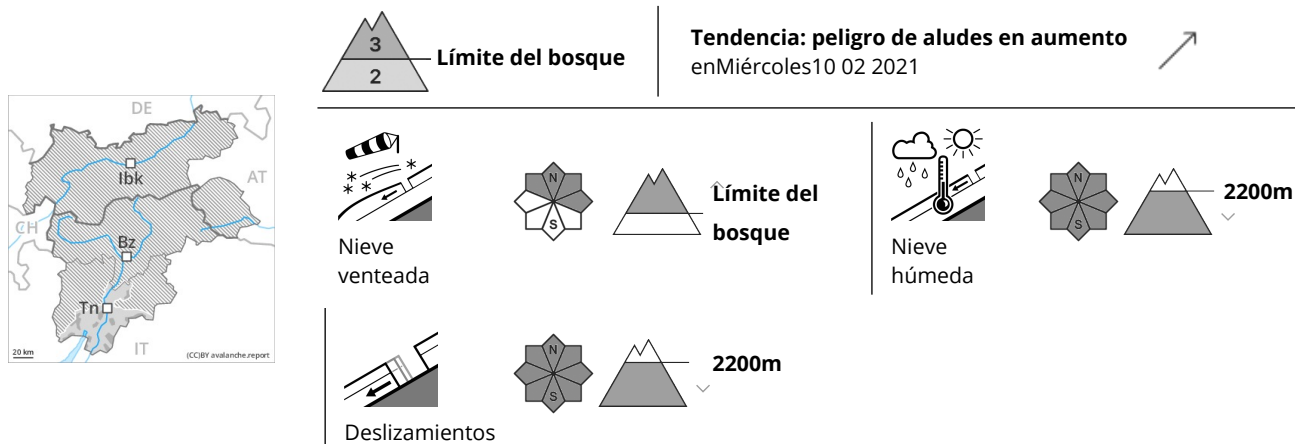 3
2
Límite del bosque
Tendencia: peligro de aludes en aumento
enMiércoles10 02 2021
DE
AT
CH
IT
Ibk
Bz
Tn
20 km
(CC)BY avalanche.report
N
S
Límite del
bosque
Nieve
venteada
N
S
2200m
Nieve
húmeda
N
S
2200m
Deslizamientos